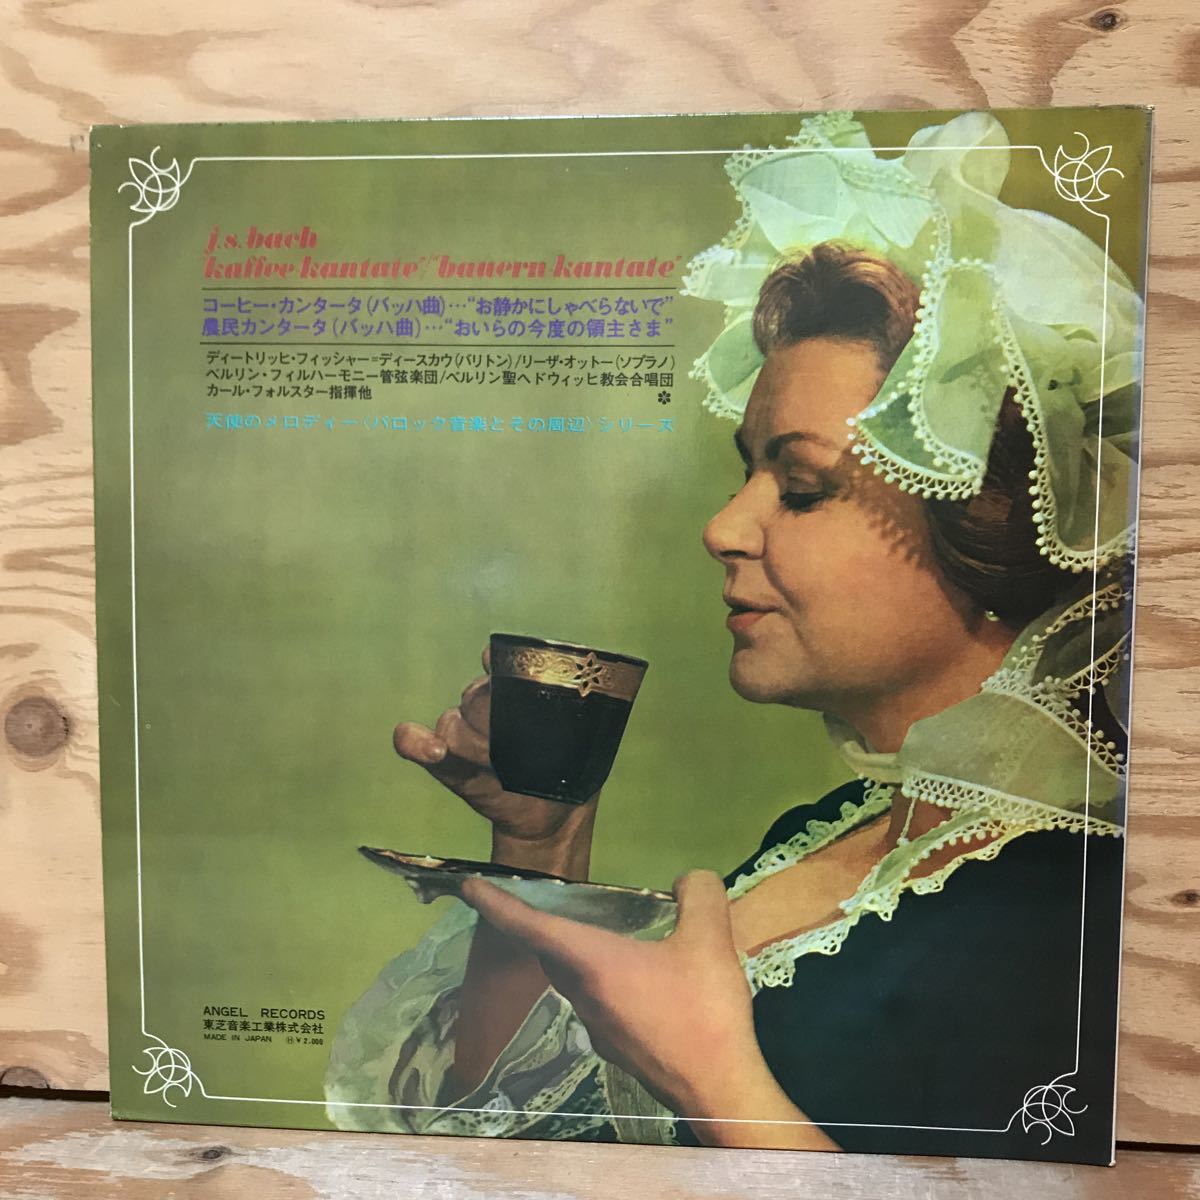 j.s.bach
"kaffee-kantate"/"bauern-kantate"
コーヒー・カンタータ(バッハ曲)…“お静かにしゃべらないで”
農民カンタータ(バッハ曲)…“おいらの今度の領主さま”
ディートリッヒ・フィッシャー=ディースカウ(バリトン)/リーザ・オットー(ソプラノ)
ベルリン・フィルハーモニー管弦楽団/ベルリン聖ヘドウィッヒ教会合唱団
カール・フォルスター指揮他
天使のメロディー〈バロック音楽とその周辺〉シリーズ
ANGEL RECORDS
東芝音楽工業株式会社
MADE IN JAPAN Ⓗ¥2,000